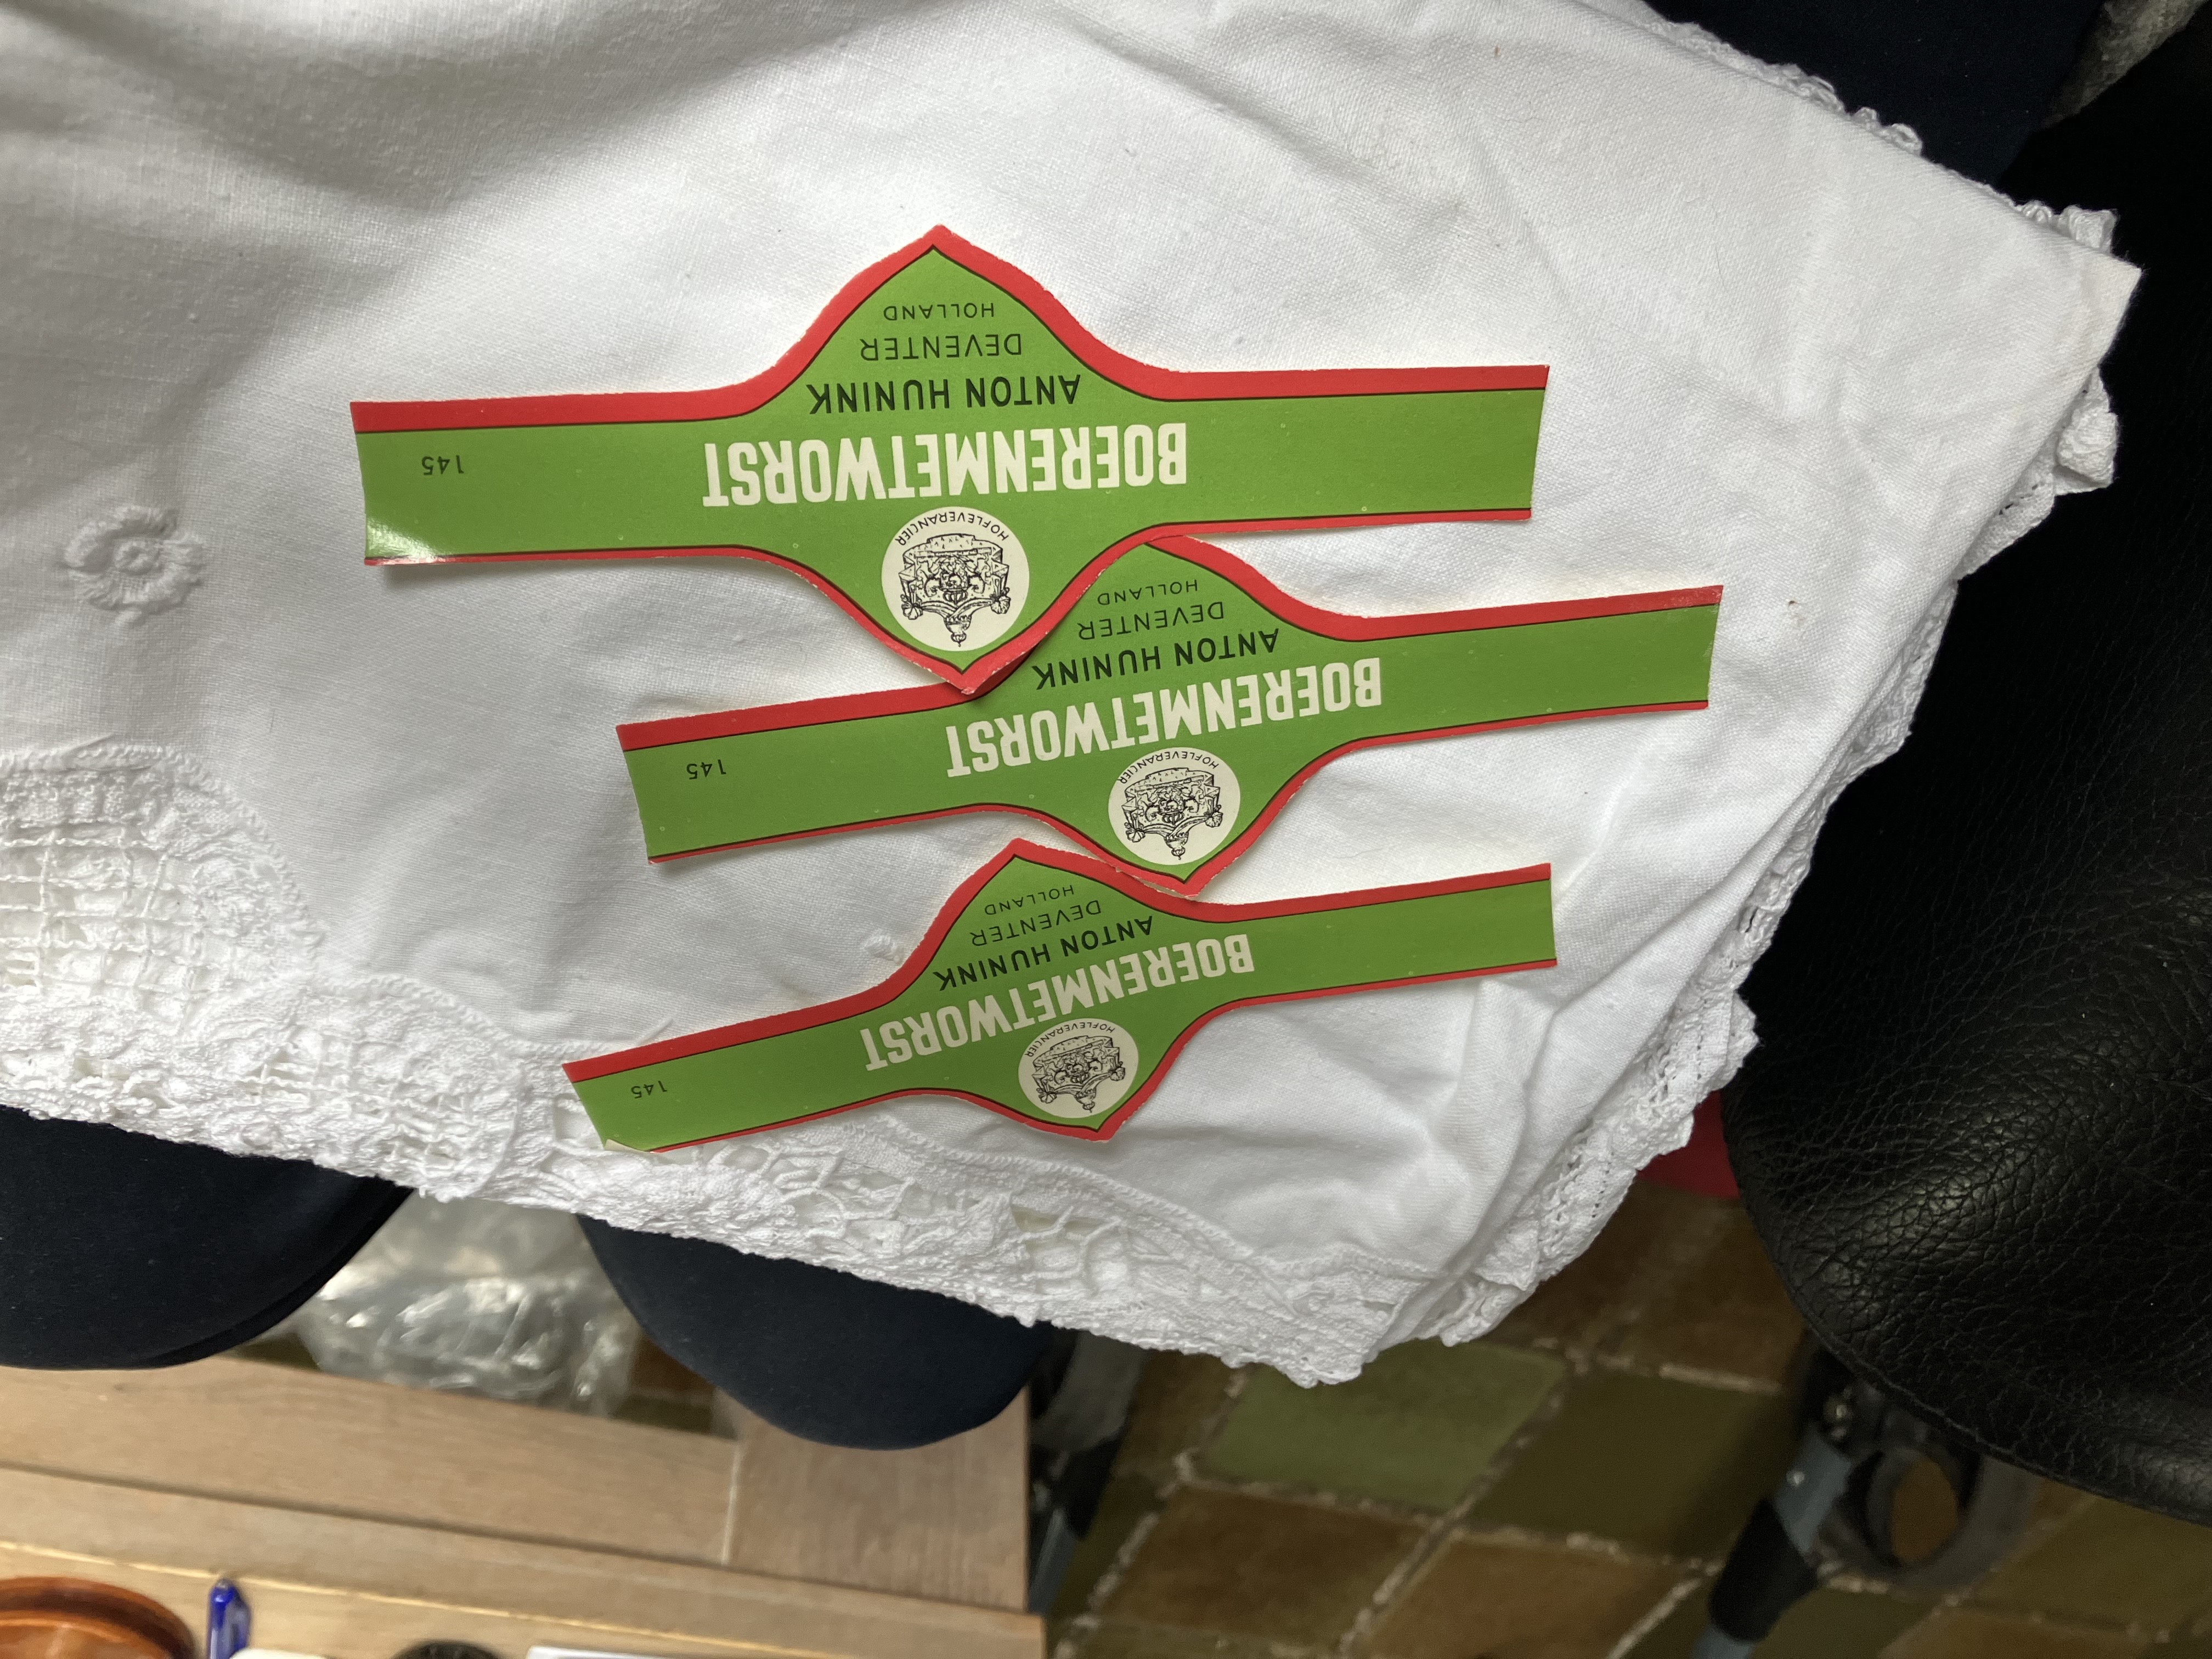 HOFLEVERANCIER
BOERENMETWORST
ANTON HUNINK
DEVENTER
HOLLAND
145
HOFLEVERANCIER
BOERENMETWORST
ANTON HUNINK
DEVENTER
HOLLAND
145
HOFLEVERANCIER
BOERENMETWORST
ANTON HUNINK
DEVENTER
HOLLAND
145